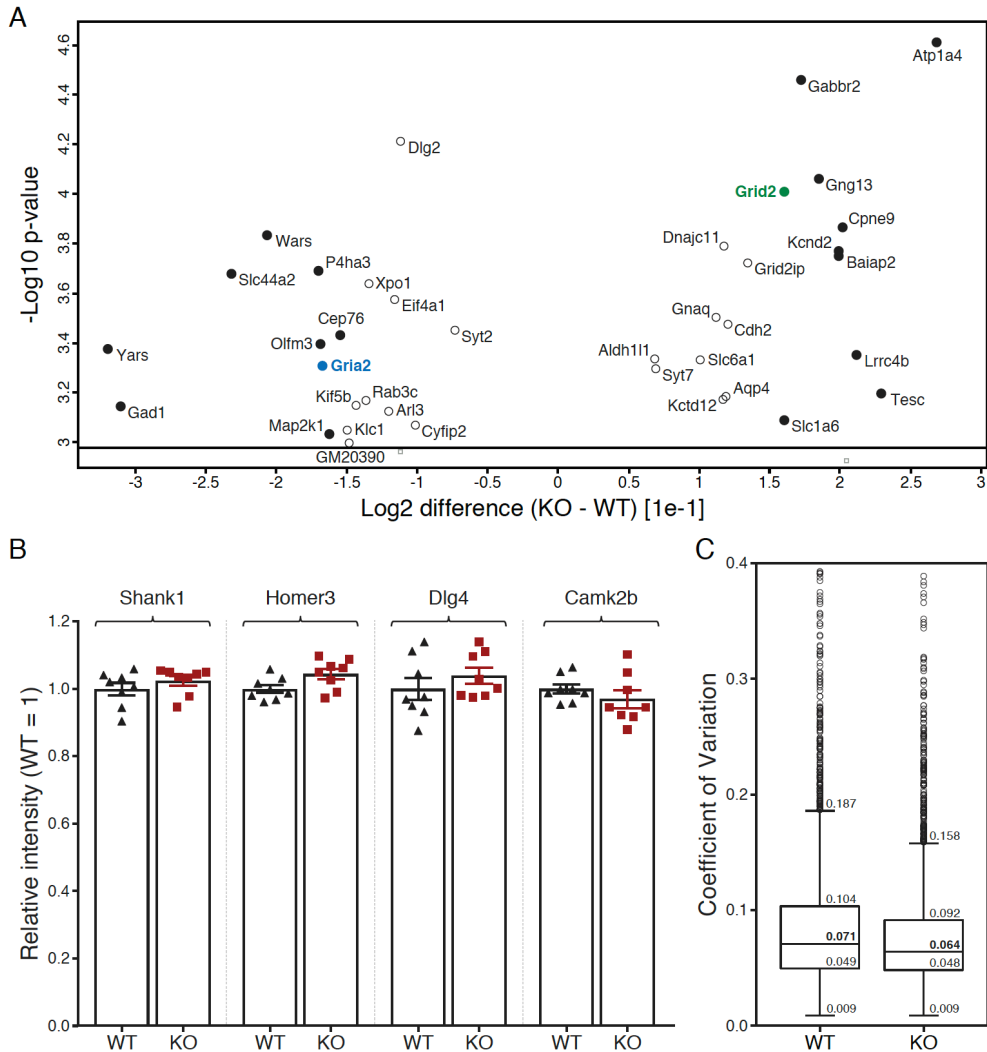 A
-Log10 p-value
4.6
4.4
4.2
4
3.8
3.6
3.4
3.2
3
Atp1a4
Gabbr2
Dlg2
Gng13
Grid2
Cpne9
Wars
Dnajc11
Kcnd2
P4ha3
Grid2ip
Baiap2
Slc44a2
Xpo1
Eif4a1
Gnaq
Cep76
Cdh2
Syt2
Olfm3
Yars
Aldh1l1
Slc6a1
Lrrc4b
Gria2
Syt7
Kif5b
Rab3c
Aqp4
Tesc
Gad1
Arl3
Kctd12
Map2k1
Klc1
Cyfip2
Slc1a6
GM20390
-3 -2.5 -2 -1.5 -1 -0.5 0 0.5 1 1.5 2 2.5 3
Log2 difference (KO - WT) [1e-1]
B
Relative intensity (WT = 1)
Shank1 Homer3 Dlg4 Camk2b
1.2
1.0
0.8
0.6
0.4
0.2
0.0
WT KO WT KO WT KO WT KO
C
Coefficient of Variation
0.4
0.3
0.2
0.1
0.0
0.187
0.104
0.071
0.049
0.009
0.158
0.092
0.064
0.048
0.009
WT KO